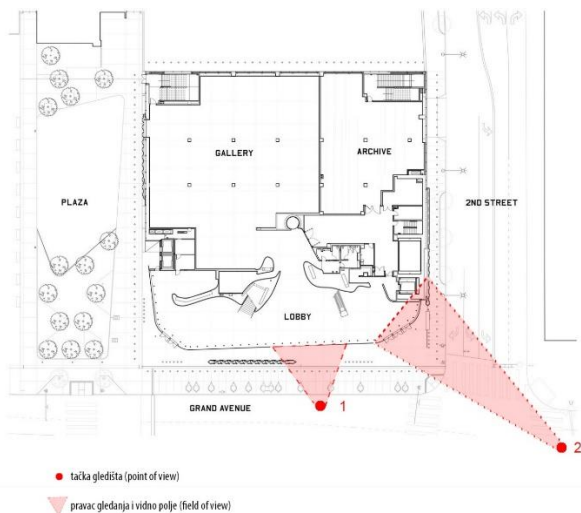 GALLERY
ARCHIVE
PLAZA
2ND STREET
LOBBY
GRAND AVENUE
1
2
tačka gledišta (point of view)
pravac gledanja i vidno polje (field of view)